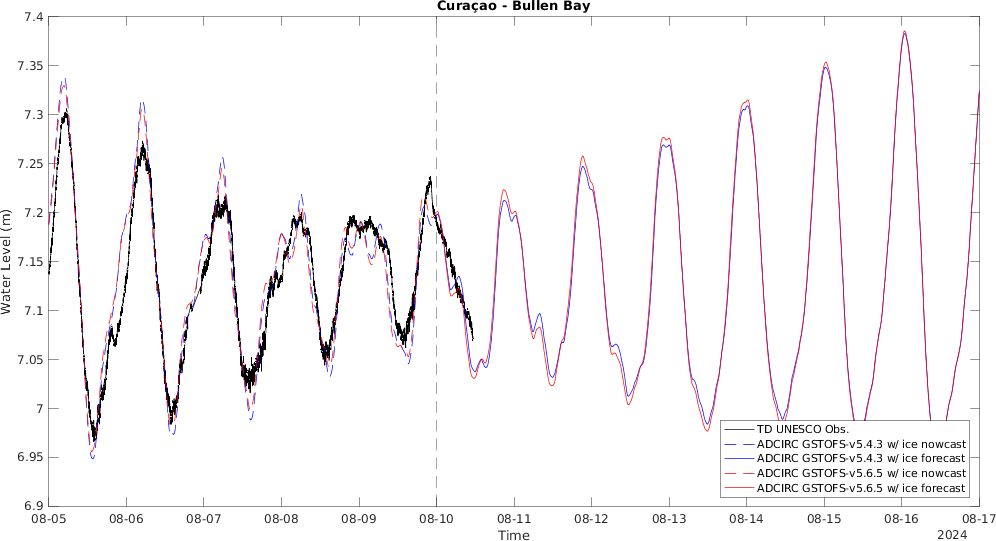 Curaçao - Bullen Bay
Water Level (m)
7.4
7.35
7.3
7.25
7.2
7.15
7.1
7.05
7
6.95
6.9
TD UNESCO Obs.
ADCIRC GSTOFS-v5.4.3 w/ ice nowcast
ADCIRC GSTOFS-v5.4.3 w/ ice forecast
ADCIRC GSTOFS-v5.6.5 w/ ice nowcast
ADCIRC GSTOFS-v5.6.5 w/ ice forecast
08-05 08-06 08-07 08-08 08-09 08-10 08-11 08-12 08-13 08-14 08-15 08-16 08-17
Time
2024